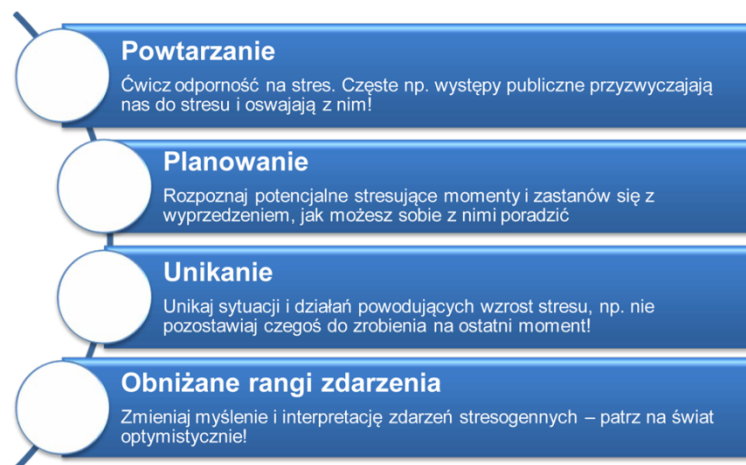 Powtarzanie
Ćwicz odporność na stres. Częste np. występy publiczne przyzwyczajają
nas do stresu i oswajają z nim!
Planowanie
Rozpoznaj potencjalne stresujące momenty i zastanów się z
wyprzedzeniem, jak możesz sobie z nimi poradzić
Unikanie
Unikaj sytuacji i działań powodujących wzrost stresu, np. nie
pozostawiaj czegoś do zrobienia na ostatni moment!
Obniżane rangi zdarzenia
Zmieniaj myślenie i interpretację zdarzeń stresogennych – patrz na świat
optymistycznie!